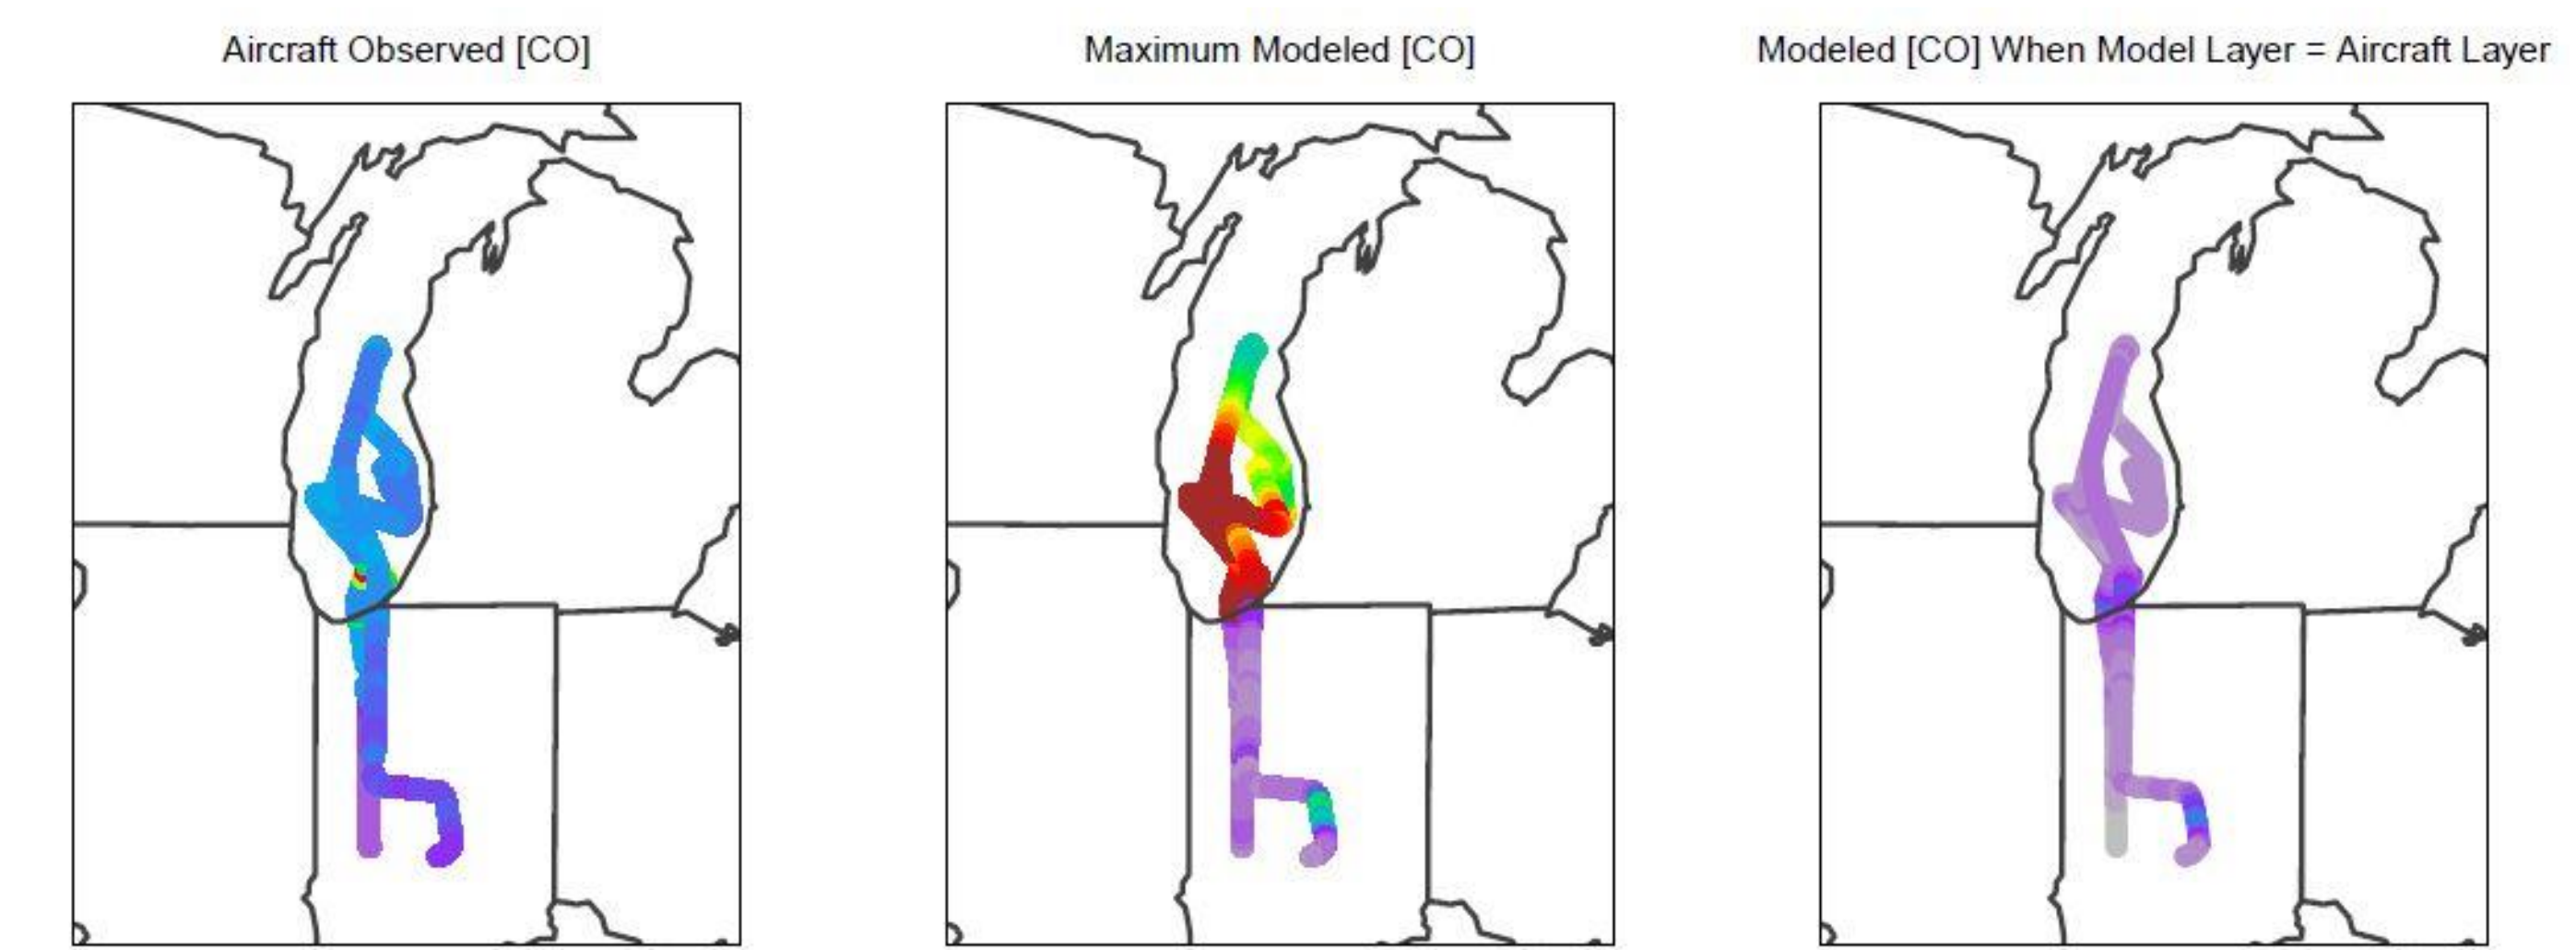 Aircraft Observed [CO]
Maximum Modeled [CO]
Modeled [CO] When Model Layer = Aircraft Layer